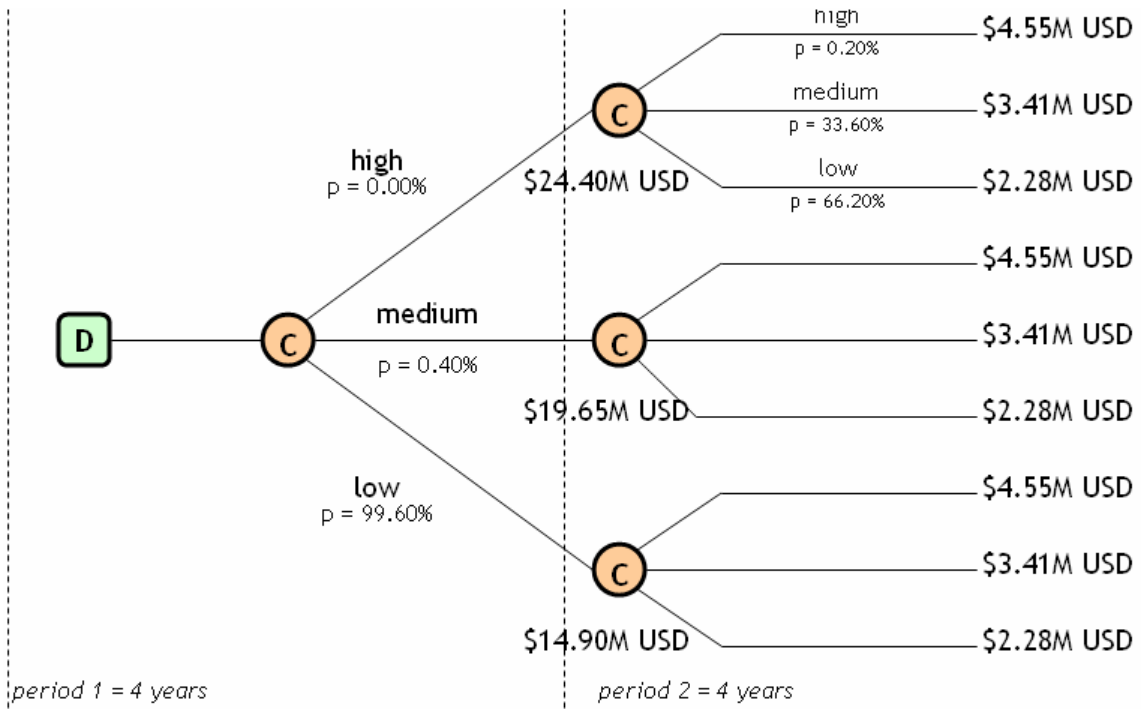 high
$4.55M USD
p = 0.20%
C
medium
$3.41M USD
p = 33.60%
high
p = 0.00%
$24.40M USD
low
$2.28M USD
p = 66.20%
$4.55M USD
D
C
medium
p = 0.40%
C
$3.41M USD
$19.65M USD
$2.28M USD
low
p = 99.60%
$4.55M USD
C
$3.41M USD
$14.90M USD
$2.28M USD
period 1 = 4 years
period 2 = 4 years